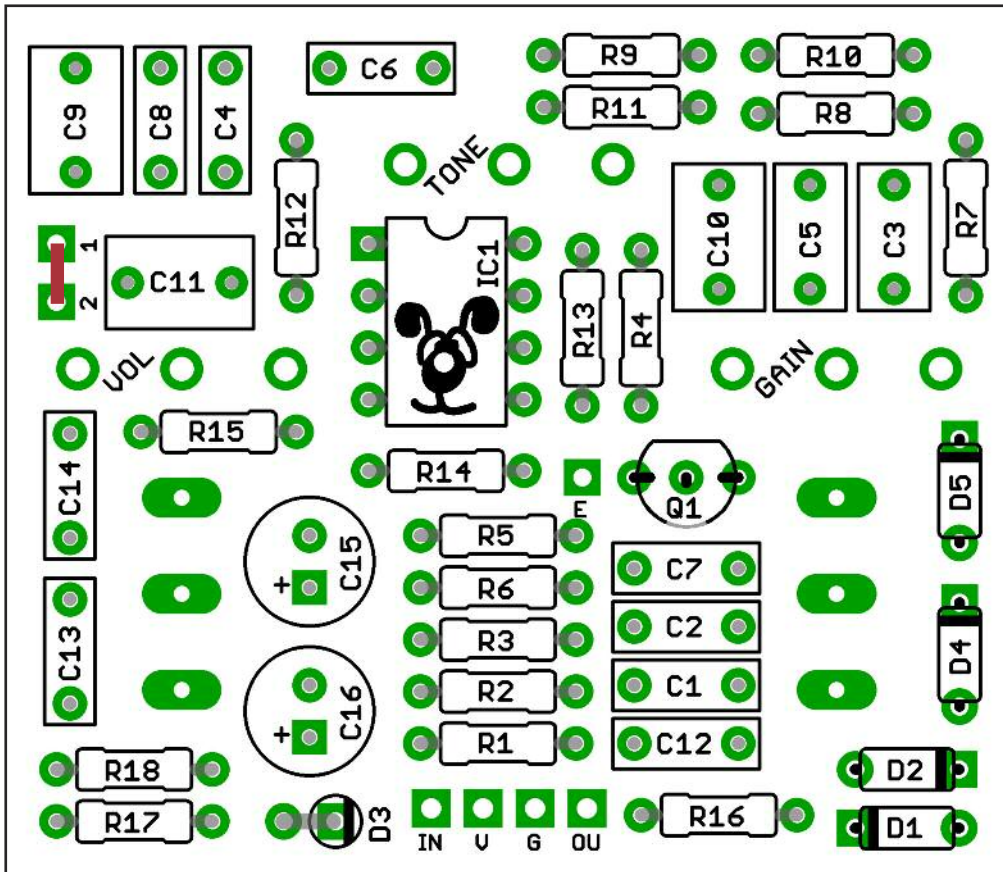 R9
R10
C6
C9
C8
C4
R11
R8
TONE
R12
R7
C10
C5
C3
IC1
1
C11
2
R13
R4
VOL
GAIN
R15
R14
C14
D5
E
Q1
R5
C15
C7
R6
C2
C13
R3
D4
R2
C1
C16
R1
C12
+
+
R18
D2
R17
D3
IN
V
G
OU
R16
D1